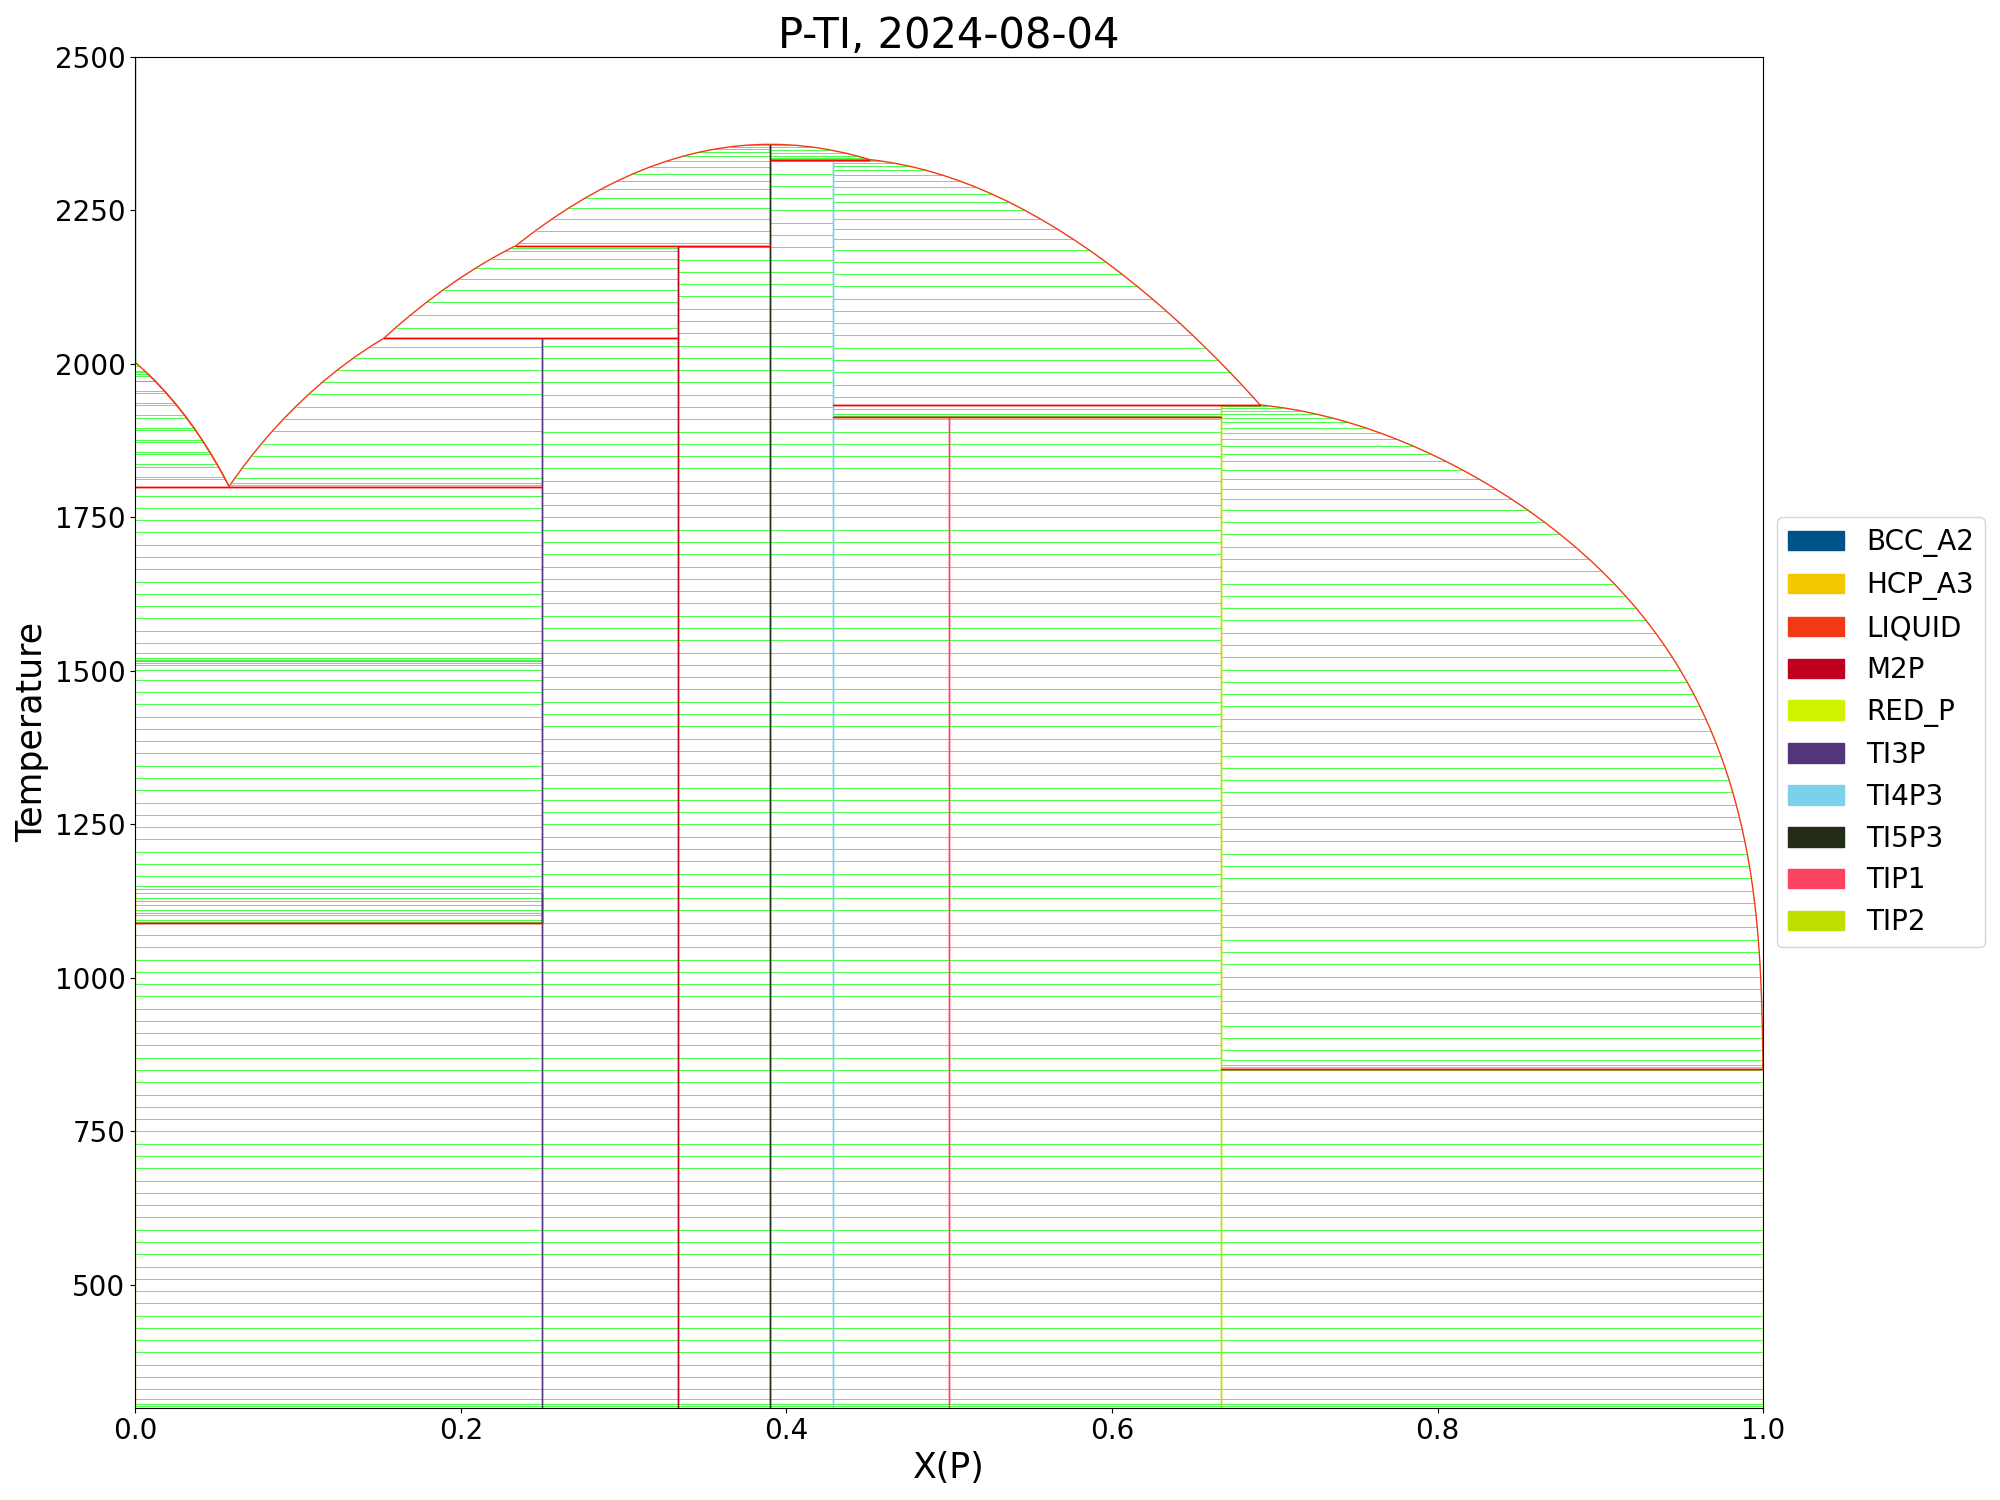 P-TI, 2024-08-04
2500
2250
2000
1750
1500
1250
1000
750
500
Temperature
0.0 0.2 0.4 0.6 0.8 1.0
X(P)
BCC_A2
HCP_A3
LIQUID
M2P
RED_P
TI3P
TI4P3
TI5P3
TIP1
TIP2